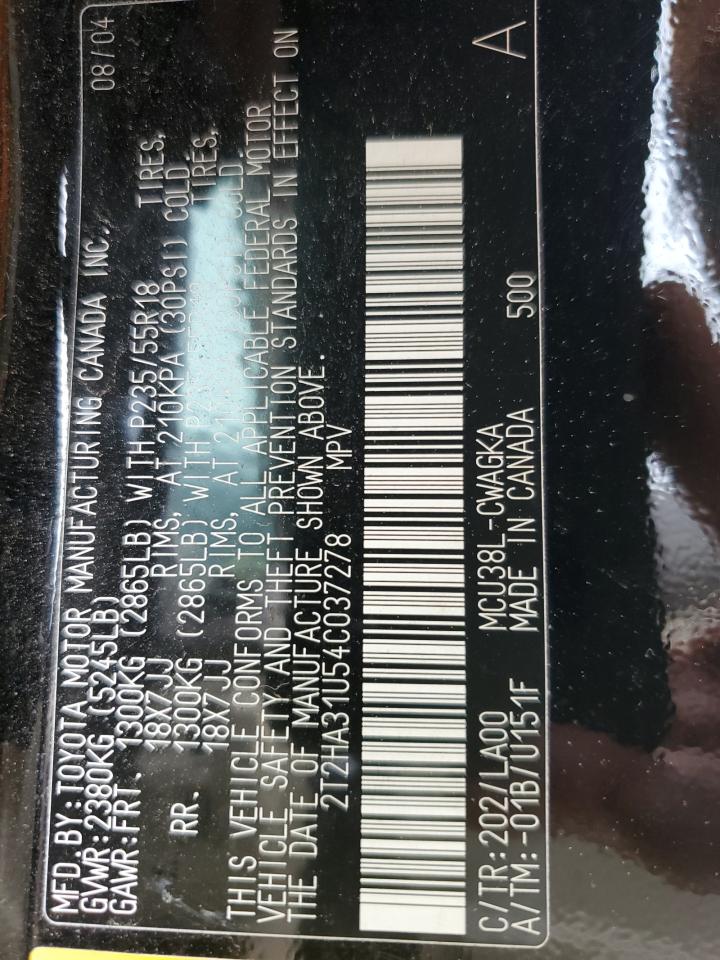 MFD. BY: TOYOTA MOTOR MANUFACTURING CANADA INC. 08/04
GVWR: 2380KG (5245LB)
GAWR: FRT. 1300KG (2865LB) WITH P235/55R18 TIRES,
18X7JJ RIMS, AT 210KPA (30PSI) COLD.
RR. 1300KG (2865LB) WITH TIRES,
18X7JJ RIMS, AT COLD.
THIS VEHICLE CONFORMS TO ALL APPLICABLE FEDERAL MOTOR
VEHICLE SAFETY AND THEFT PREVENTION STANDARDS IN EFFECT ON
THE DATE OF MANUFACTURE SHOWN ABOVE.
2T2HA31U54C037278 MPV
C/TR: 202/LA00 MCU38L-CWAGKA A
A/TM: -01B/U151F MADE IN CANADA 500